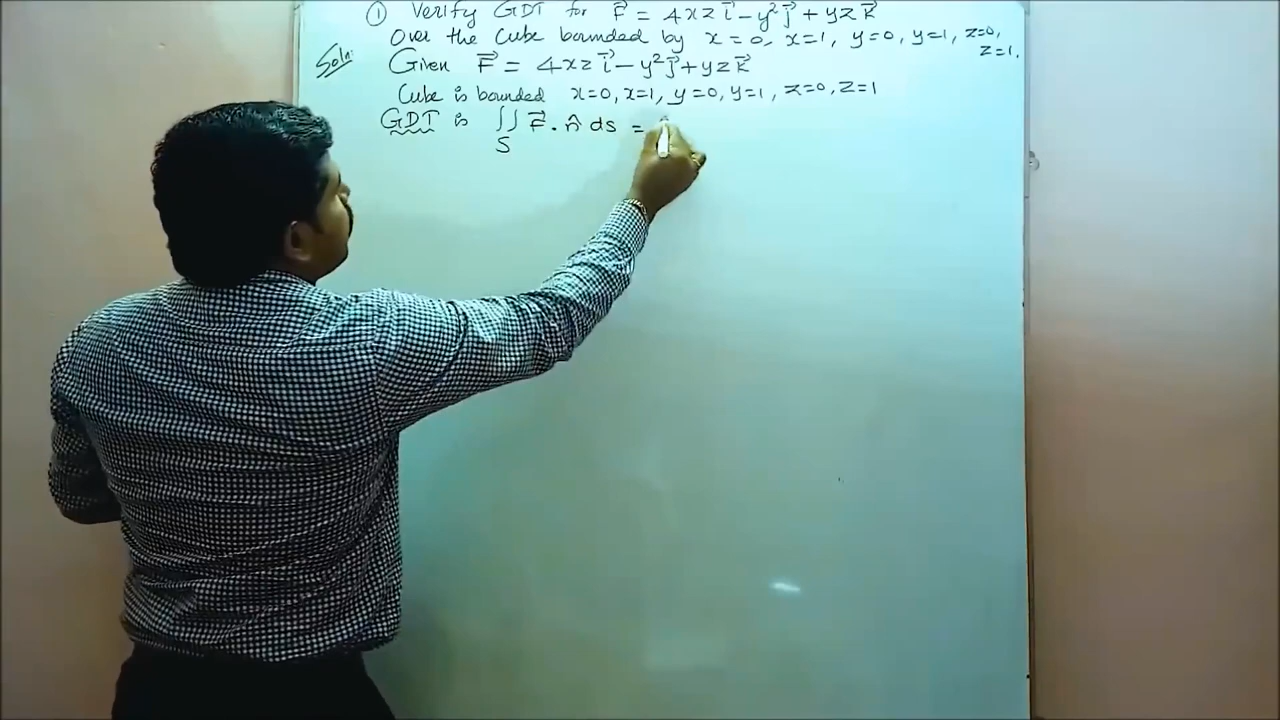 ① Verify GDT for F⃗ = 4xz i⃗ − y² j⃗ + yz k⃗
Over the Cube bounded by x=0, x=1, y=0, y=1, z=0,
z=1.
Soln: Given F⃗ = 4xz i⃗ − y² j⃗ + yz k⃗
Cube is bounded x=0, x=1, y=0, y=1, z=0, z=1
GDT is ∬ F⃗ . n̂ ds =
S